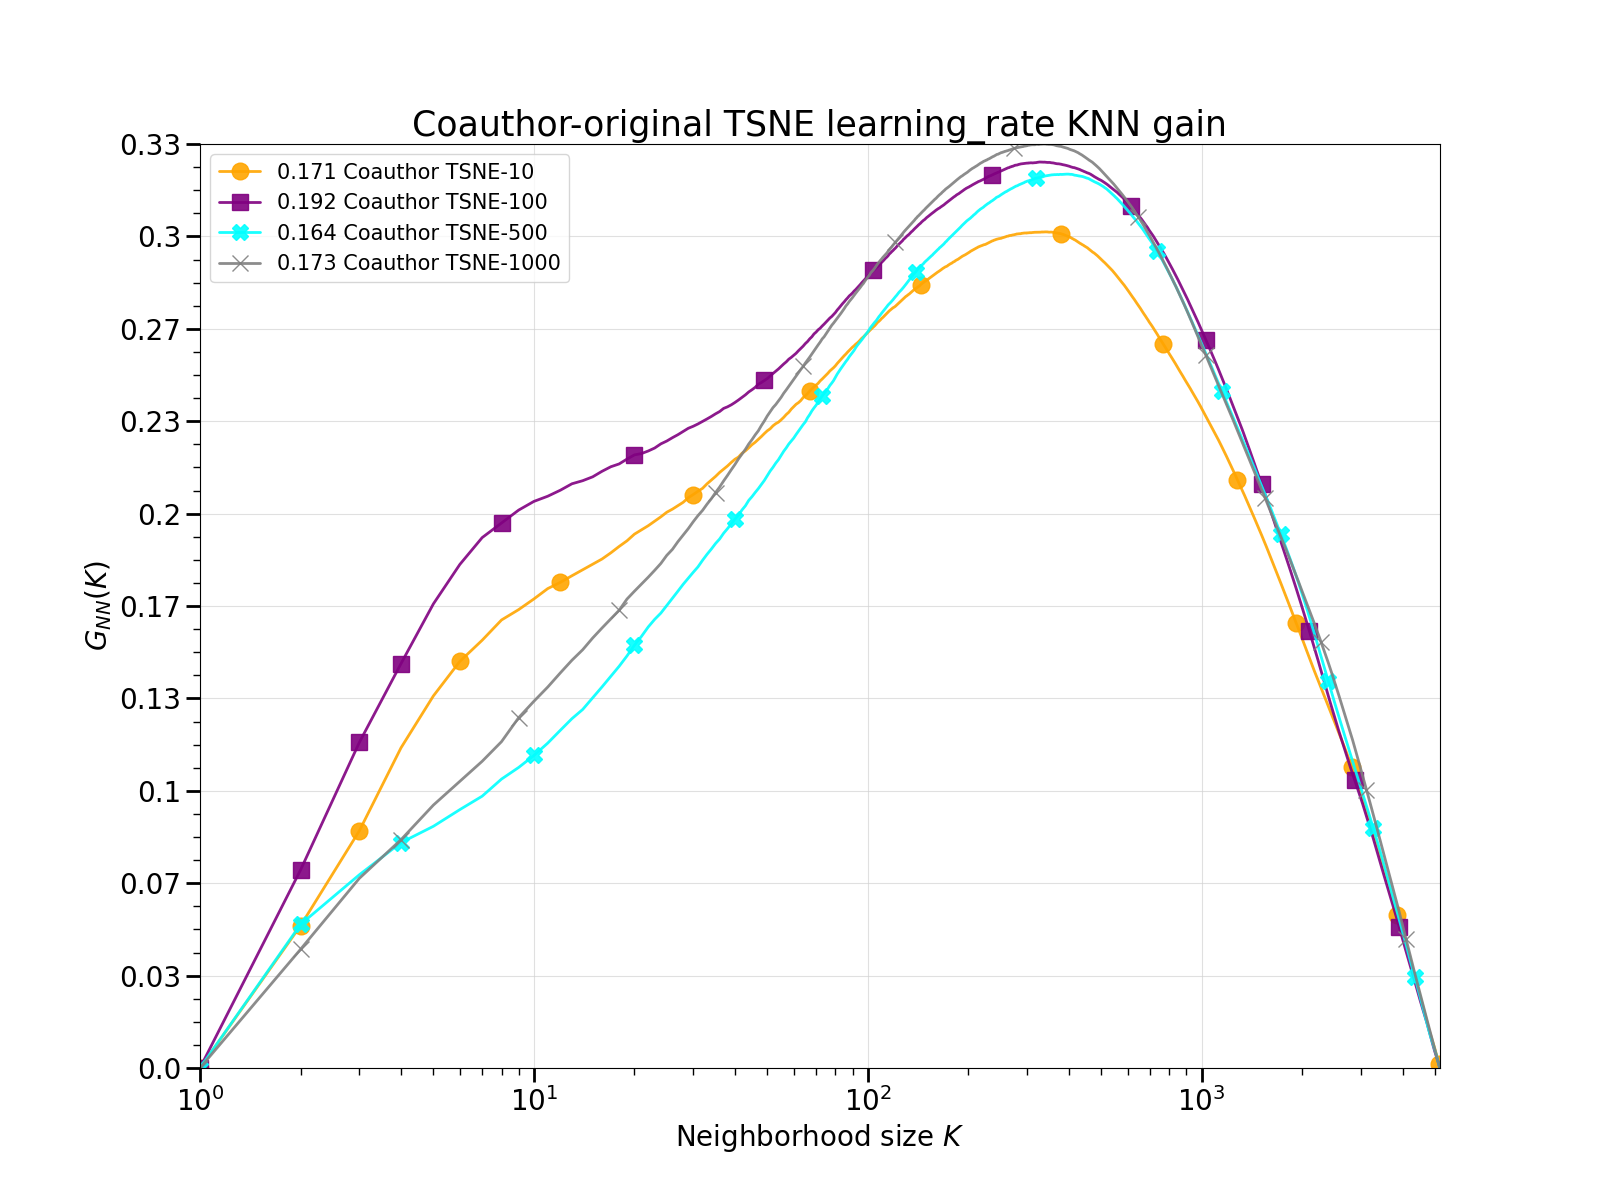 Coauthor-original TSNE learning_rate KNN gain
0.171 Coauthor TSNE-10
0.192 Coauthor TSNE-100
0.164 Coauthor TSNE-500
0.173 Coauthor TSNE-1000
0.33
0.3
0.27
0.23
0.2
0.17
0.13
0.1
0.07
0.03
0.0
G_{NN}(K)
10^0
10^1
10^2
10^3
Neighborhood size K